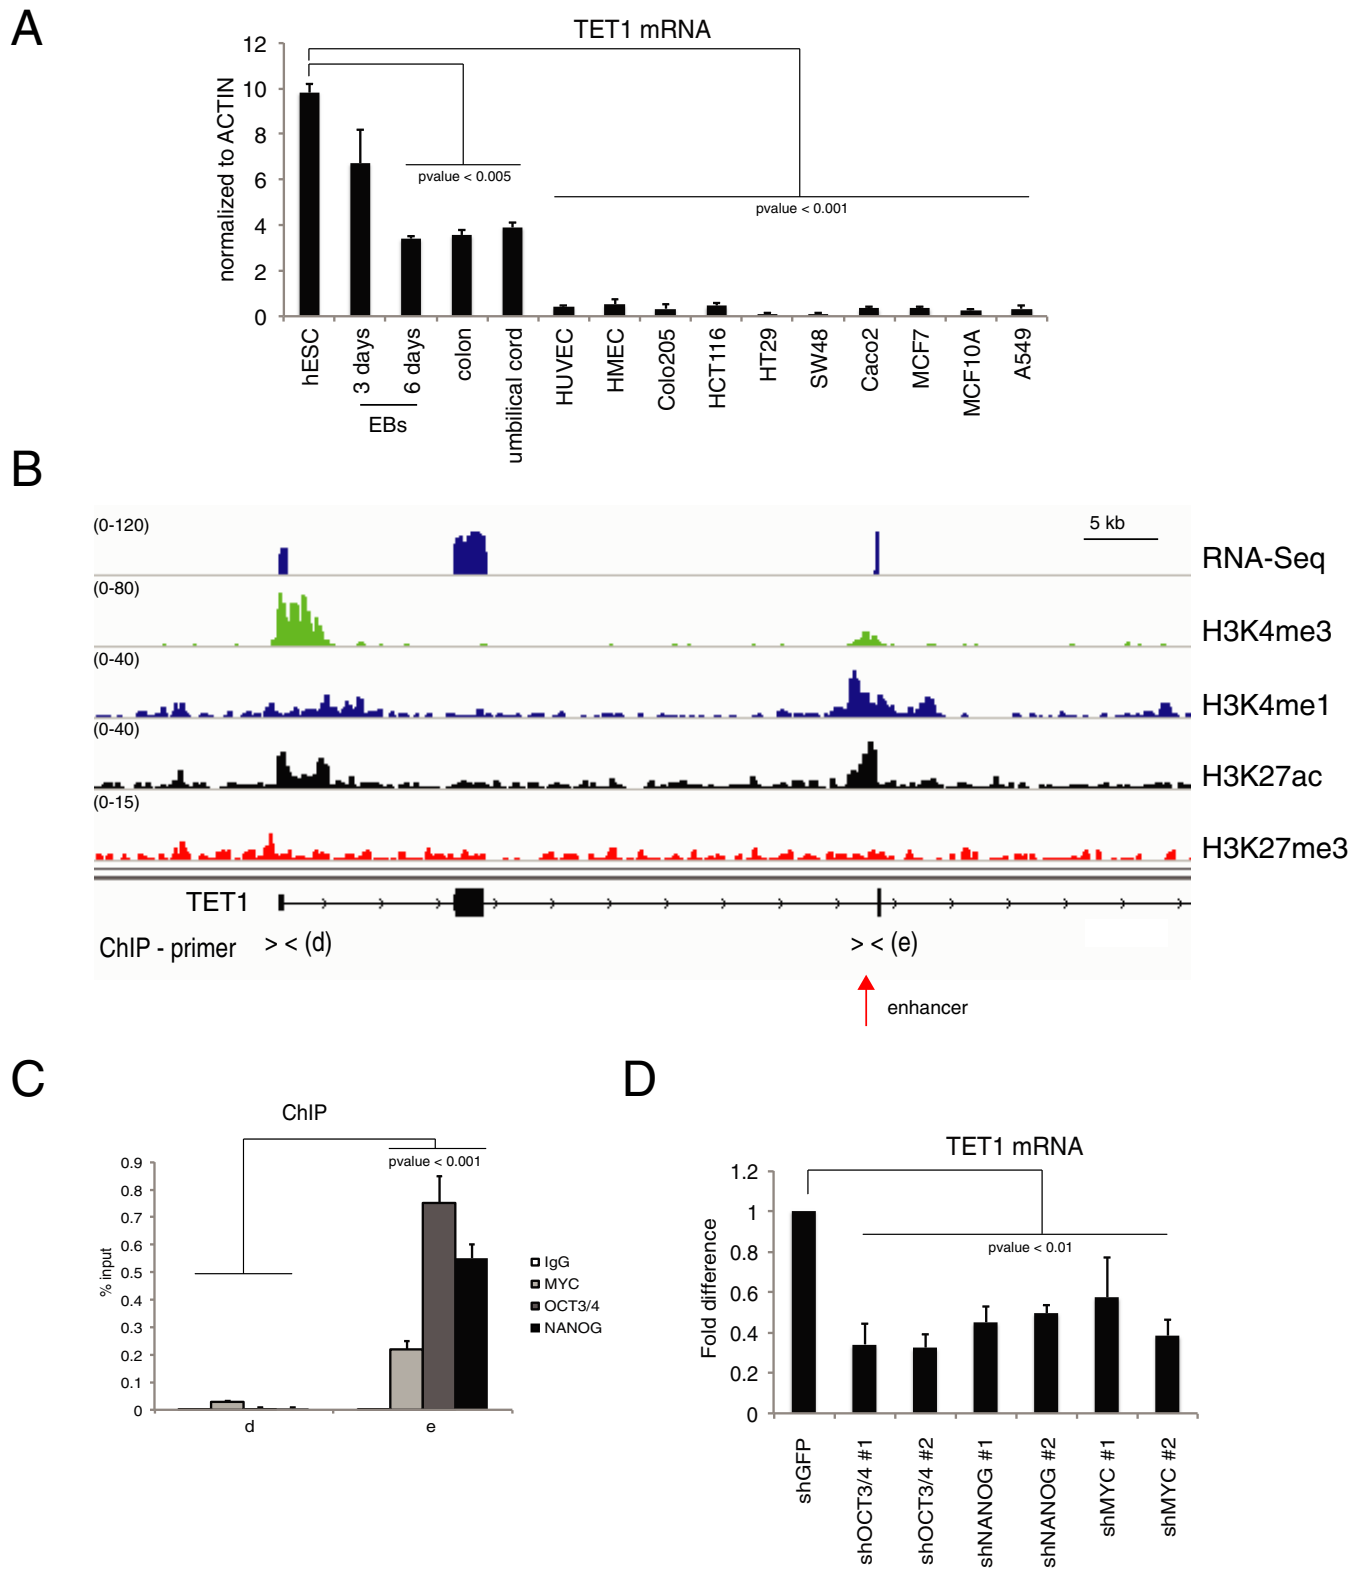 A
TET1 mRNA
normalized to ACTIN
12
10
8
6
4
2
0
pvalue < 0.005
pvalue < 0.001
hESC
3 days
6 days
colon
umbilical cord
HUVEC
HMEC
Colo205
HCT116
HT29
SW48
Caco2
MCF7
MCF10A
A549
EBs
B
(0-120)
5 kb
RNA-Seq
(0-80)
H3K4me3
(0-40)
H3K4me1
(0-40)
H3K27ac
(0-15)
H3K27me3
TET1
ChIP - primer > < (d) > < (e)
enhancer
C
ChIP
pvalue < 0.001
% input
0.9
0.8
0.7
0.6
0.5
0.4
0.3
0.2
0.1
0
d e
IgG
MYC
OCT3/4
NANOG
D
TET1 mRNA
Fold difference
1.2
1
0.8
0.6
0.4
0.2
0
pvalue < 0.01
shGFP
shOCT3/4 #1
shOCT3/4 #2
shNANOG #1
shNANOG #2
shMYC #1
shMYC #2